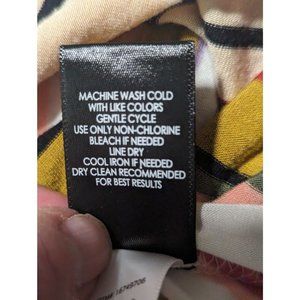 MACHINE WASH COLD
WITH LIKE COLORS
GENTLE CYCLE
USE ONLY NON-CHLORINE
BLEACH IF NEEDED
LINE DRY
COOL IRON IF NEEDED
DRY CLEAN RECOMMENDED
FOR BEST RESULTS